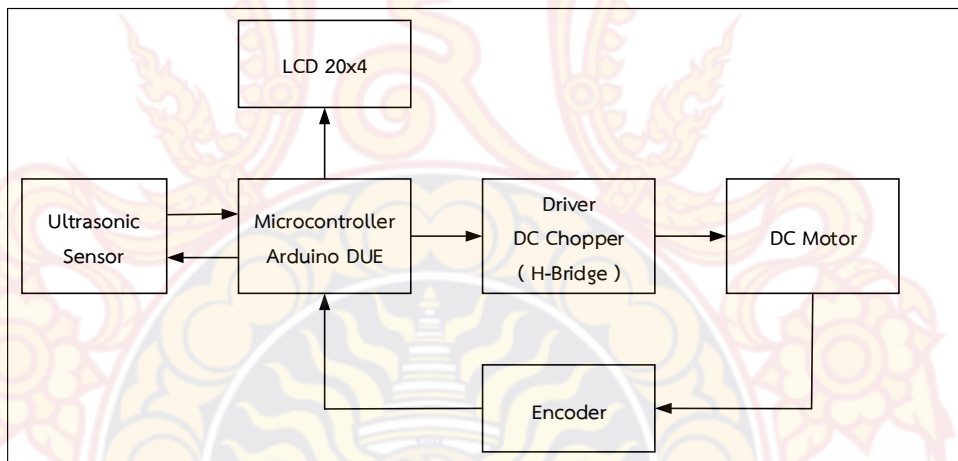 LCD 20x4
Ultrasonic
Sensor
Microcontroller
Arduino DUE
Driver
DC Chopper
( H-Bridge )
DC Motor
Encoder